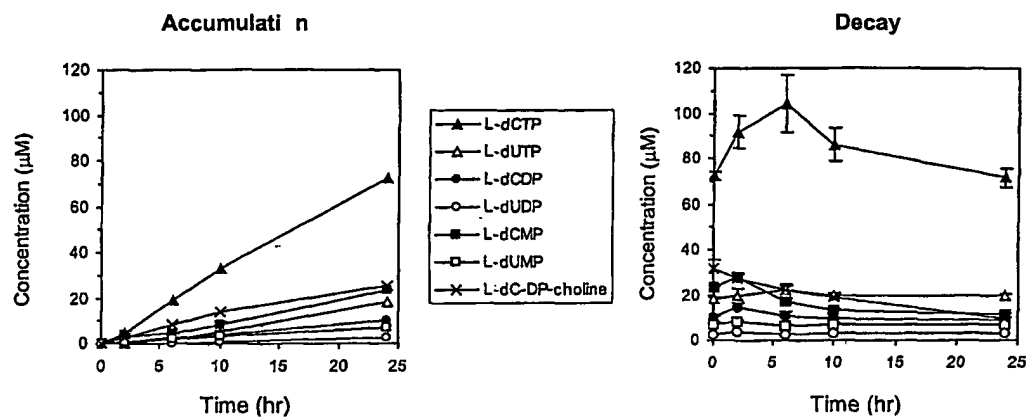 Accumulati n
Decay
120
100
80
60
40
20
0
Concentration (µM)
0 5 10 15 20 25
Time (hr)
L-dCTP
L-dUTP
L-dCDP
L-dUDP
L-dCMP
L-dUMP
L-dC-DP-choline
120
100
80
60
40
20
0
Concentration (µM)
0 5 10 15 20 25
Time (hr)